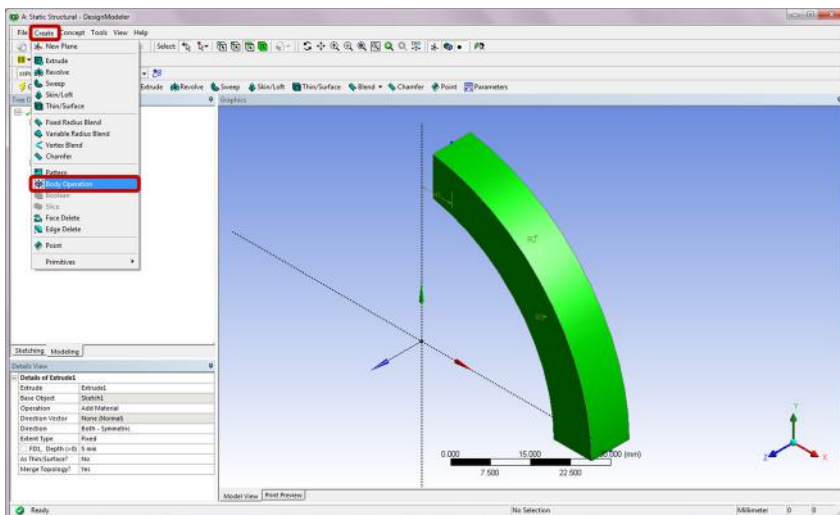 A: Static Structural - DesignModeler
File Create Concept Tools View Help
New Plane
Select
Extrude
Revolve
Sweep
Skin/Loft
Thin/Surface
Fixed Radius Blend
Variable Radius Blend
Vertex Blend
Chamfer
Pattern
Body Operation
Boolean
Slice
Face Delete
Edge Delete
Point
Primitives
Extrude Revolve Sweep Skin/Loft Thin/Surface Blend Chamfer Point Parameters
Graphics
Sketching Modeling
Details View
Details of Extrude1
Extrude Extrude1
Base Object Sketch1
Operation Add Material
Direction Vector None (Normal)
Direction Both - Symmetric
Extent Type Fixed
FD1, Depth (>0) 5 mm
As Thin/Surface? No
Merge Topology? Yes
0.000 15.000 (mm)
7.500 22.500
Y
Z X
Model View Print Preview
Ready No Selection Millimeter 0 0